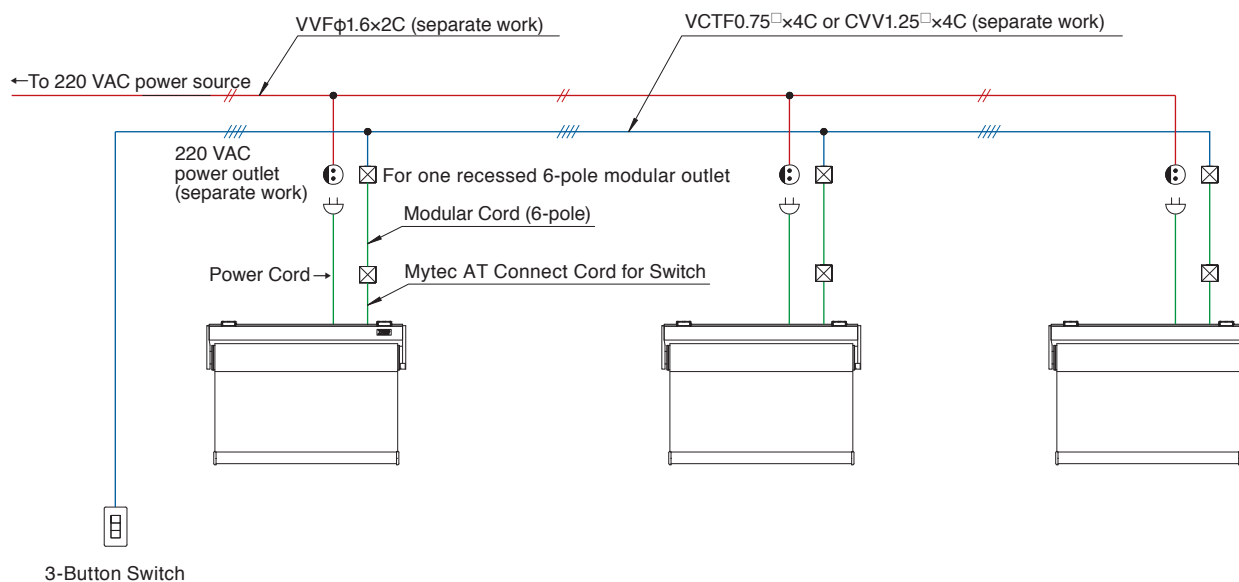 VVFφ1.6×2C (separate work)
VCTF0.75□×4C or CVV1.25□×4C (separate work)
←To 220 VAC power source
220 VAC
power outlet
(separate work)
For one recessed 6-pole modular outlet
Modular Cord (6-pole)
Power Cord→
Mytec AT Connect Cord for Switch
3-Button Switch